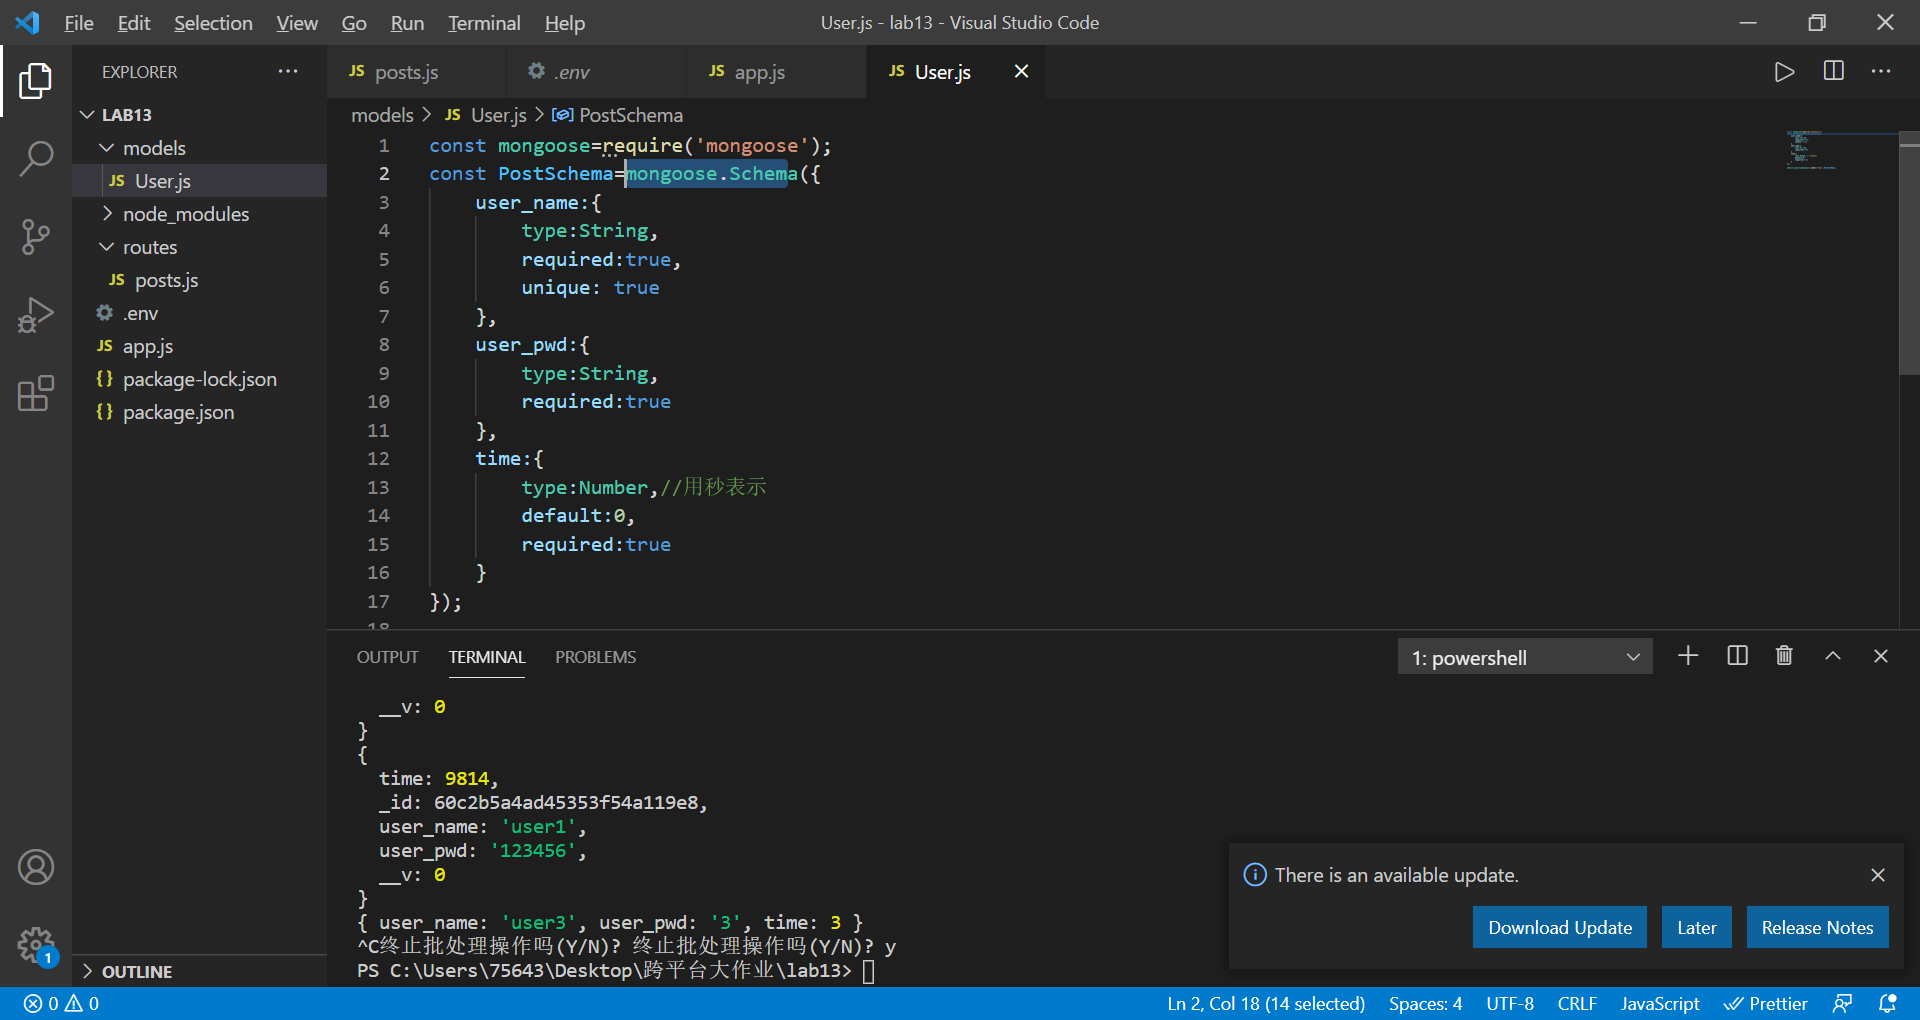 File Edit Selection View Go Run Terminal Help
User.js - lab13 - Visual Studio Code
EXPLORER
LAB13
models
JS User.js
node_modules
routes
JS posts.js
.env
JS app.js
{} package-lock.json
{} package.json
OUTLINE
JS posts.js
.env
JS app.js
JS User.js
models > JS User.js > PostSchema
1 const mongoose=require('mongoose');
2 const PostSchema=mongoose.Schema({
3 user_name:{
4 type:String,
5 required:true,
6 unique: true
7 },
8 user_pwd:{
9 type:String,
10 required:true
11 },
12 time:{
13 type:Number,//用秒表示
14 default:0,
15 required:true
16 }
17 });
18
OUTPUT TERMINAL PROBLEMS
1: powershell
__v: 0
}
{
time: 9814,
_id: 60c2b5a4ad45353f54a119e8,
user_name: 'user1',
user_pwd: '123456',
__v: 0
}
{ user_name: 'user3', user_pwd: '3', time: 3 }
^C终止批处理操作吗(Y/N)? 终止批处理操作吗(Y/N)? y
PS C:\Users\75643\Desktop\跨平台大作业\lab13>
There is an available update.
Download Update
Later
Release Notes
1
0 0
Ln 2, Col 18 (14 selected)
Spaces: 4
UTF-8
CRLF
JavaScript
Prettier